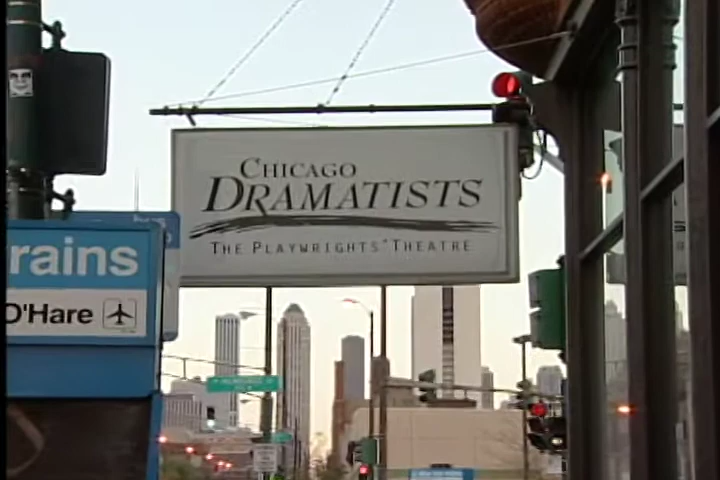 CHICAGO
DRAMATISTS
THE PLAYWRIGHTS' THEATRE
rains
O'Hare